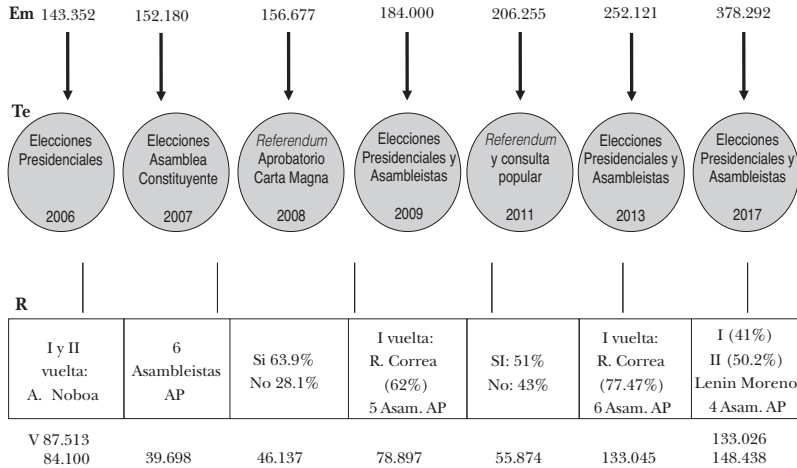 Em 143.352 152.180 156.677 184.000 206.255 252.121 378.292
Te
Elecciones
Presidenciales
2006
Elecciones
Asamblea
Constituyente
2007
Referendum
Aprobatorio
Carta Magna
2008
Elecciones
Presidenciales y
Asambleistas
2009
Referendum
y consulta
popular
2011
Elecciones
Presidenciales y
Asambleistas
2013
Elecciones
Presidenciales y
Asambleistas
2017
R
I y II
vuelta:
A. Noboa
6
Asambleistas
AP
Si 63.9%
No 28.1%
I vuelta:
R. Correa
(62%)
5 Asam. AP
SI: 51%
No: 43%
I vuelta:
R. Correa
(77.47%)
6 Asam. AP
I (41%)
II (50.2%)
Lenin Moreno
4 Asam. AP
V 87.513 133.026
84.100 39.698 46.137 78.897 55.874 133.045 148.438